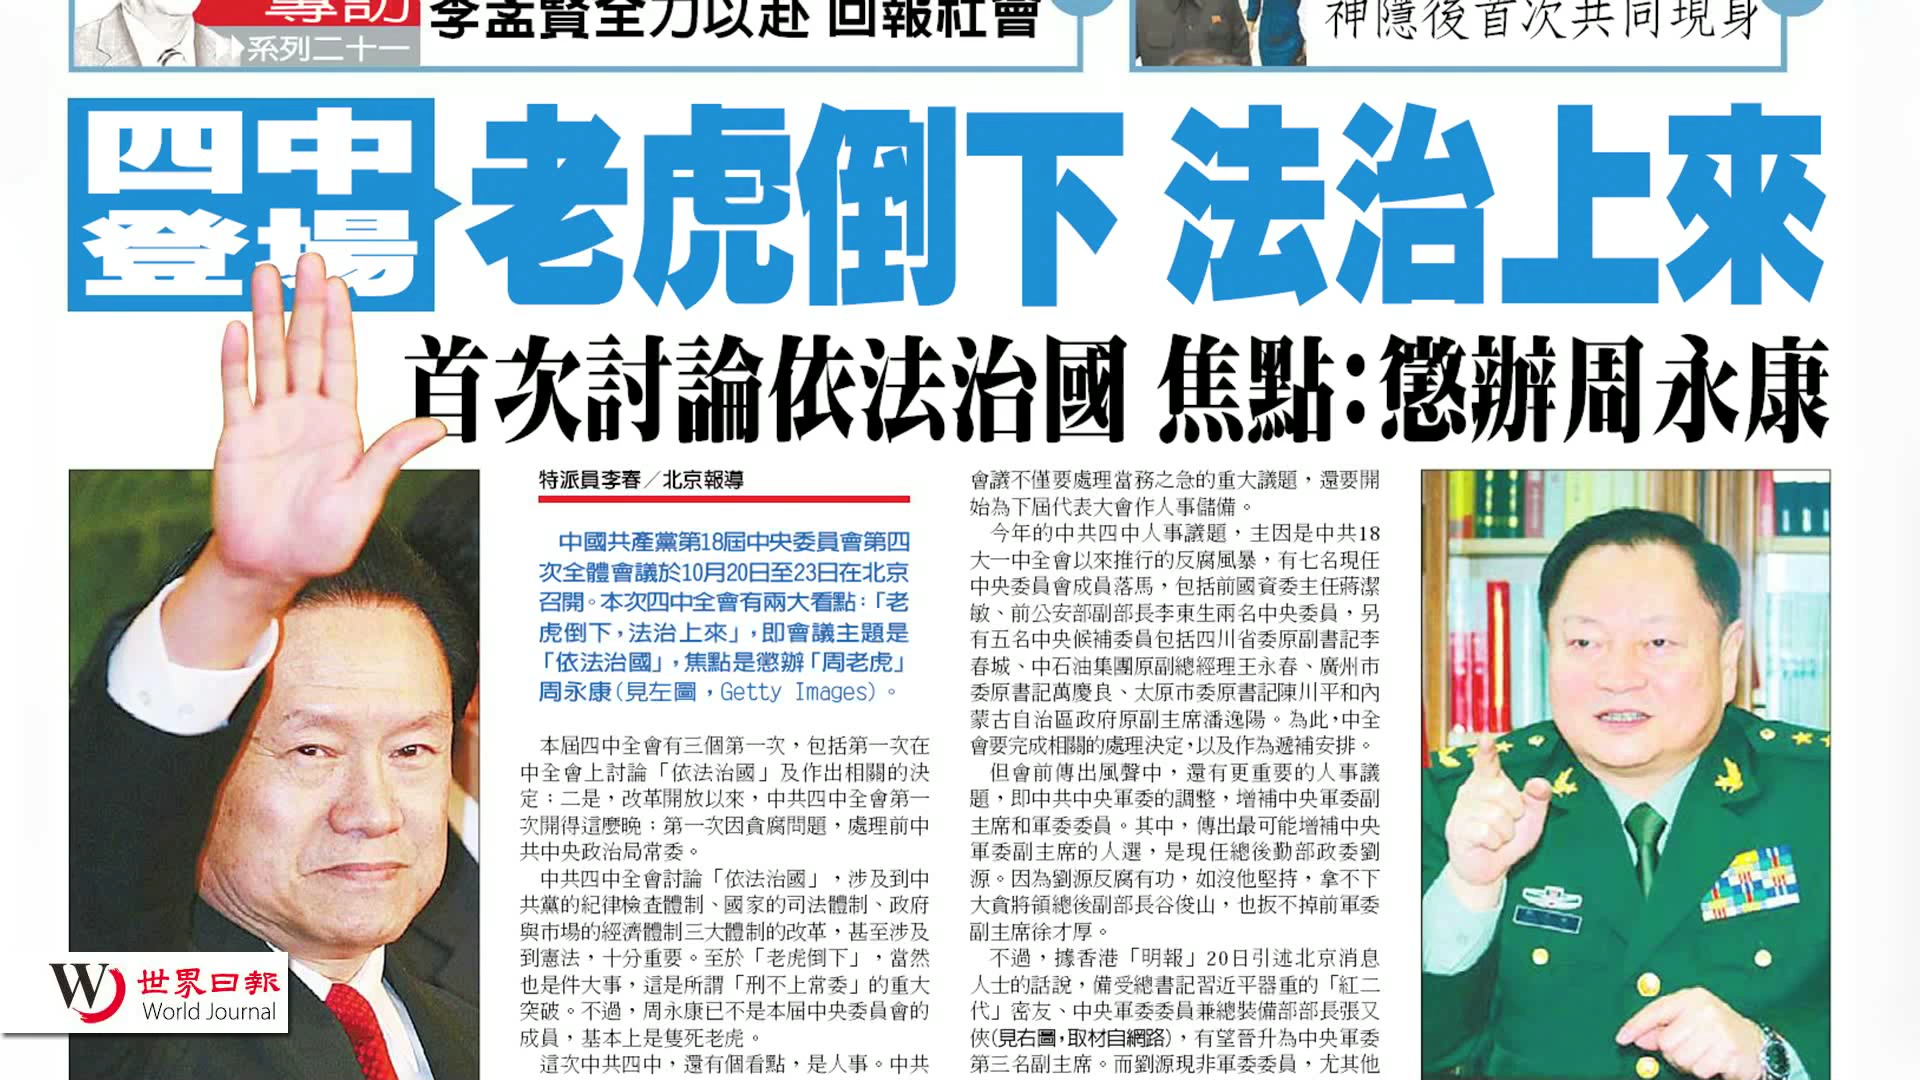 專訪
系列二十一
李孟賢全力以赴 回報社會
神隱後首次共同現身
四中
登場
老虎倒下 法治上來
首次討論依法治國 焦點：懲辦周永康
特派員李春／北京報導
中國共產黨第18屆中央委員會第四
次全體會議於10月20日至23日在北京
召開。本次四中全會有兩大看點：「老
虎倒下，法治上來」，即會議主題是
「依法治國」，焦點是懲辦「周老虎」
周永康(見左圖，Getty Images)。
本屆四中全會有三個第一次，包括第一次在
中全會上討論「依法治國」及作出相關的決
定；二是，改革開放以來，中共四中全會第一
次開得這麼晚；第一次因貪腐問題，處理前中
共中央政治局常委。
中共四中全會討論「依法治國」，涉及到中
共黨的紀律檢查體制、國家的司法體制、政府
與市場的經濟體制三大體制的改革，甚至涉及
到憲法，十分重要。至於「老虎倒下」，當然
也是件大事，這是所謂「刑不上常委」的重大
突破。不過，周永康已不是本屆中央委員會的
成員，基本上是隻死老虎。
這次中共四中，還有個看點，是人事。中共
會議不僅要處理當務之急的重大議題，還要開
始為下屆代表大會作人事儲備。
今年的中共四中人事議題，主因是中共18
大一中全會以來推行的反腐風暴，有七名現任
中央委員會成員落馬，包括前國資委主任蔣潔
敏、前公安部副部長李東生兩名中央委員，另
有五名中央候補委員包括四川省委原副書記李
春城、中石油集團原副總經理王永春、廣州市
委原書記萬慶良、太原市委原書記陳川平和內
蒙古自治區政府原副主席潘逸陽。為此，中全
會要完成相關的處理決定，以及作為遞補安排。
但會前傳出風聲中，還有更重要的人事議
題，即中共中央軍委的調整，增補中央軍委副
主席和軍委委員。其中，傳出最可能增補中央
軍委副主席的人選，是現任總後勤部政委劉
源。因為劉源反腐有功，如沒他堅持，拿不下
大貪將領總後副部長谷俊山，也扳不掉前軍委
副主席徐才厚。
不過，據香港「明報」20日引述北京消息
人士的話說，備受總書記習近平器重的「紅二
代」密友、中央軍委委員兼總裝備部部長張又
俠(見右圖，取材自網路)，有望晉升為中央軍委
第三名副主席。而劉源現非軍委委員，尤其他
世界日報
World Journal